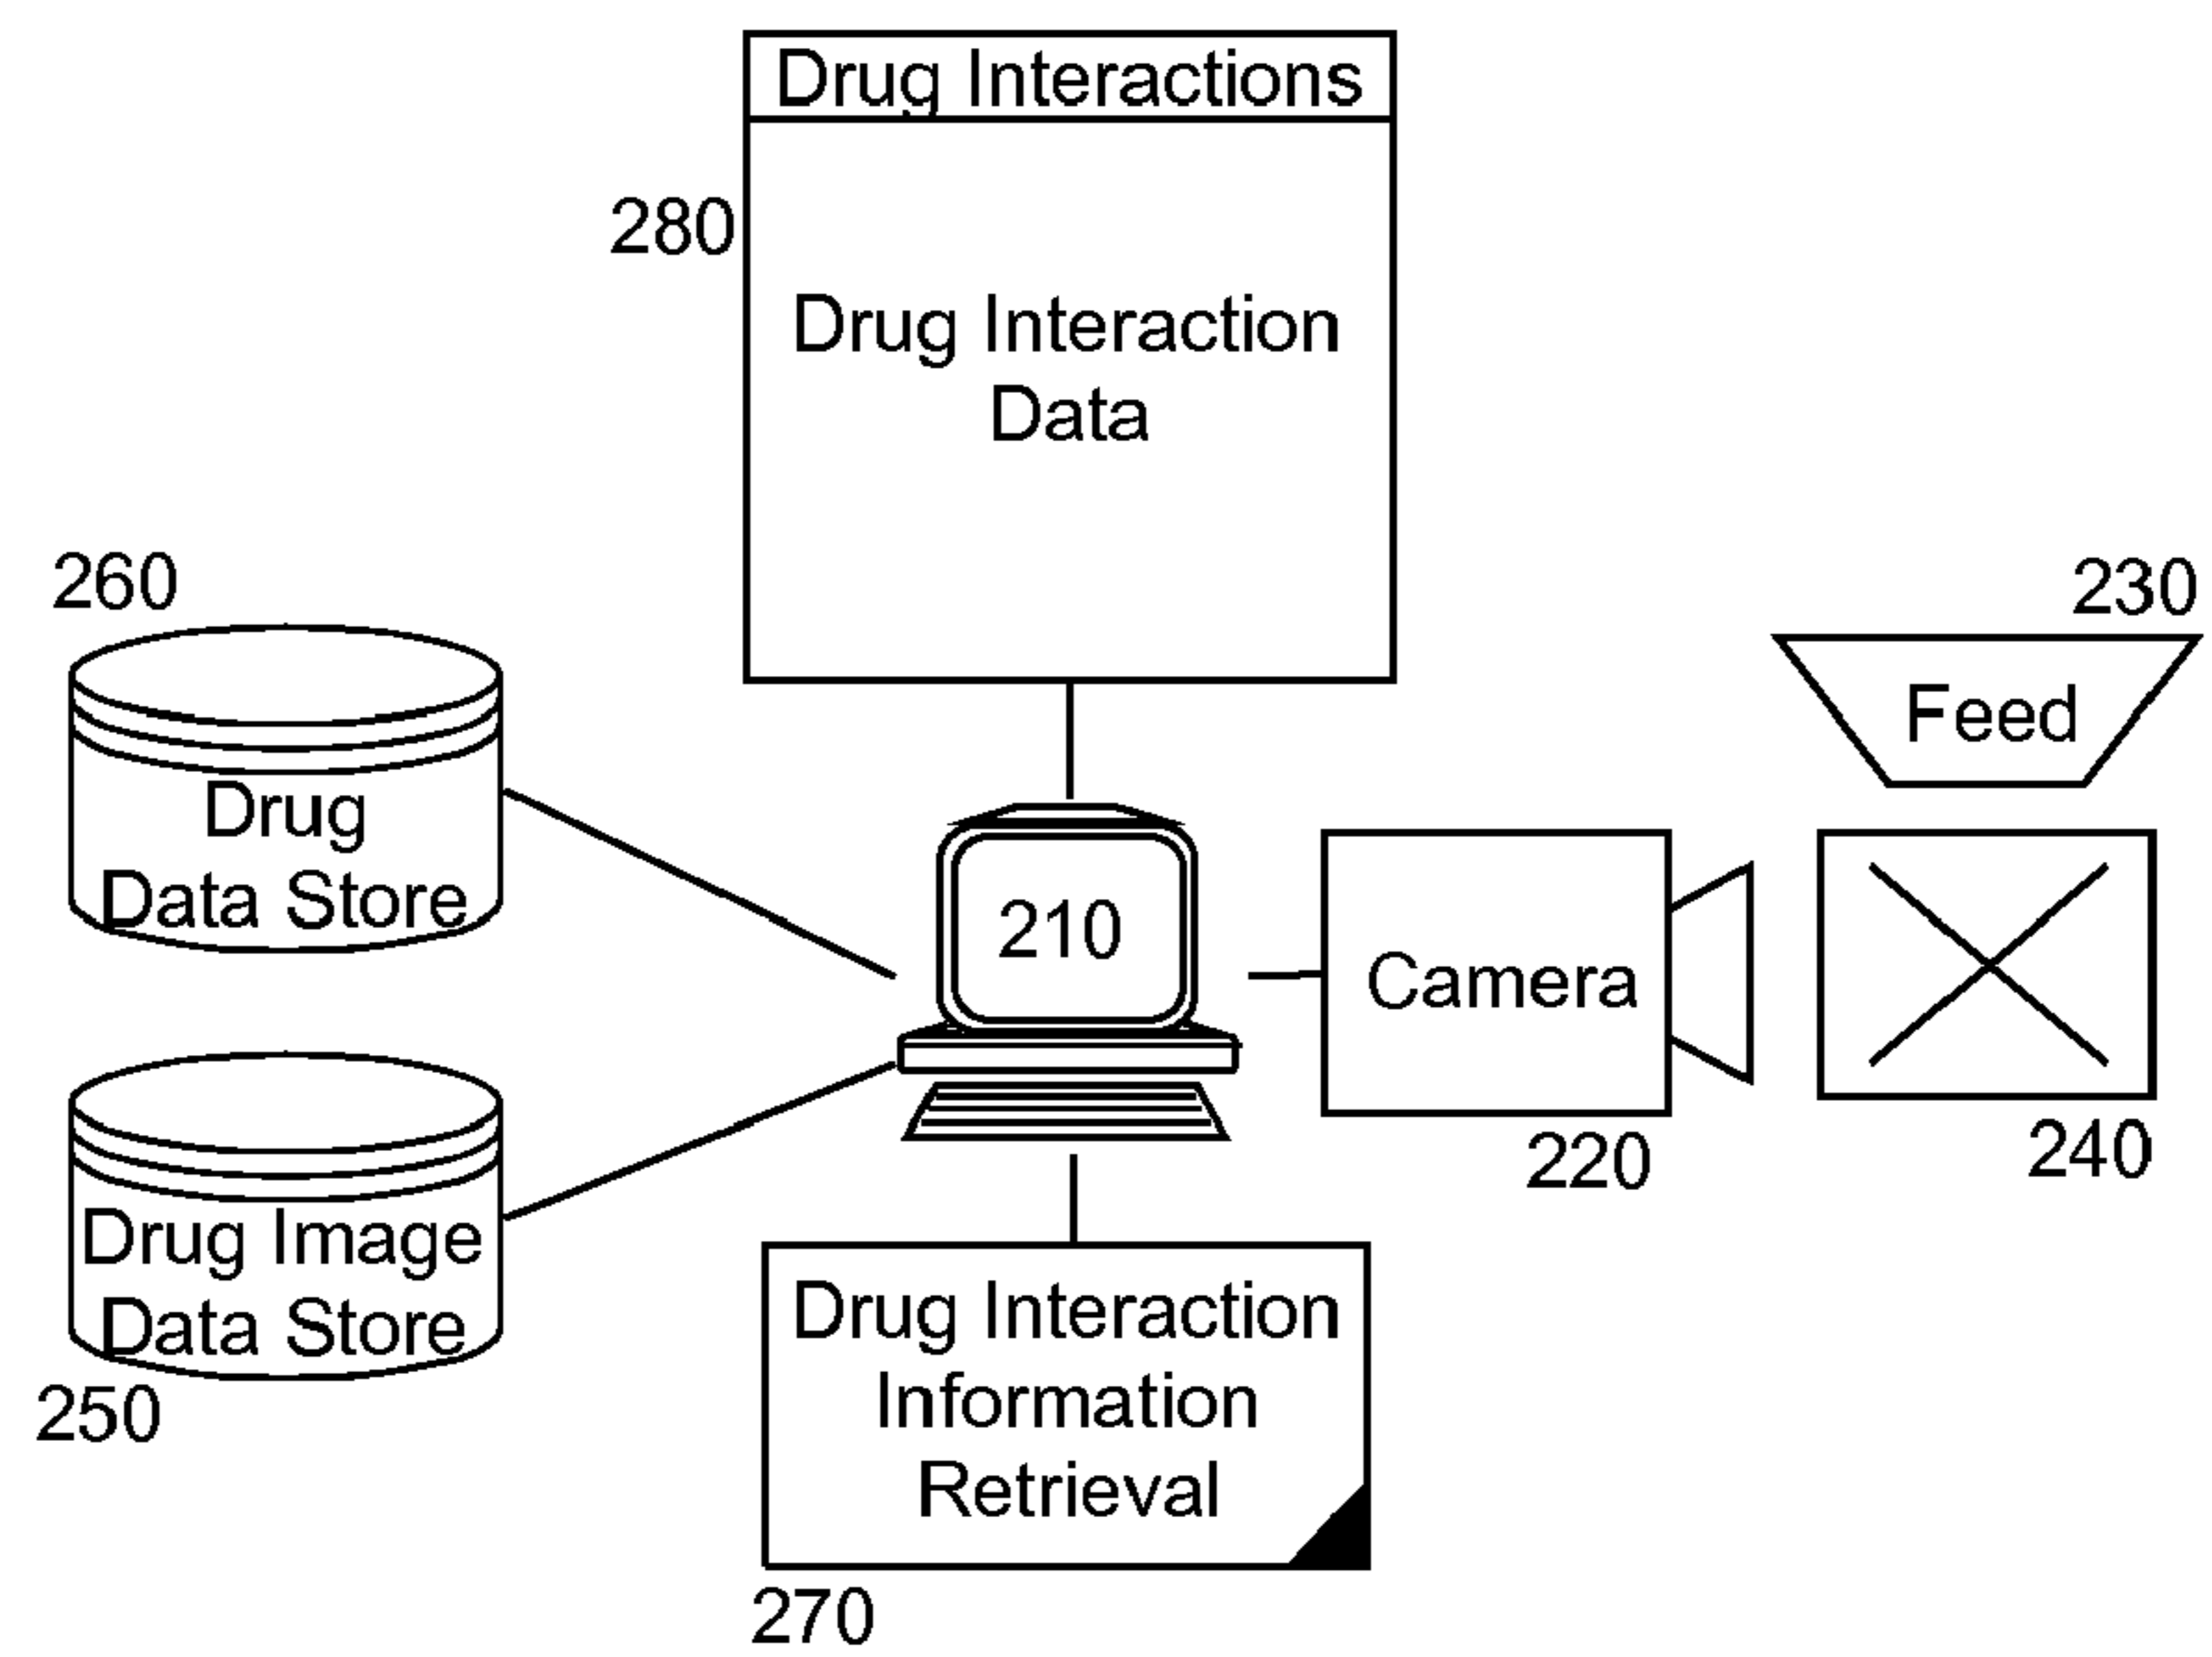 Drug Interactions
280
Drug Interaction
Data
260
Drug
Data Store
230
Feed
210
Camera
220
240
Drug Image
Data Store
250
Drug Interaction
Information
Retrieval
270